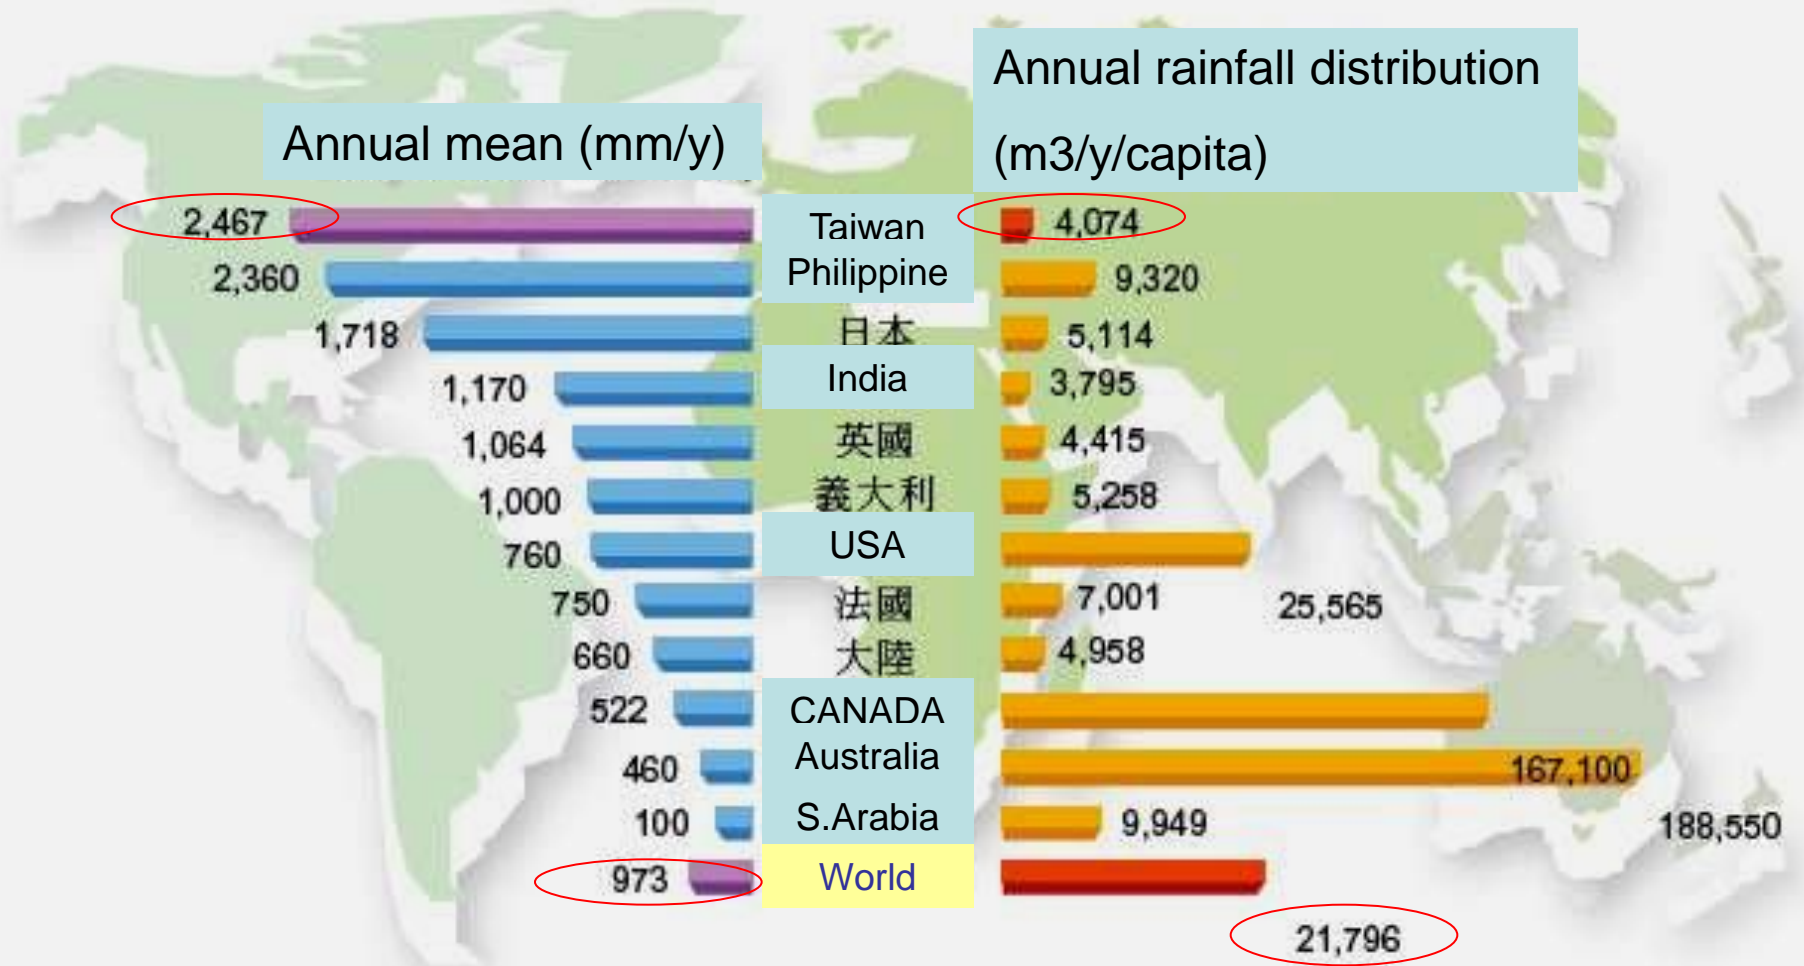 Annual mean (mm/y)
Annual rainfall distribution
(m3/y/capita)
2,467 Taiwan 4,074
2,360 Philippine 9,320
1,718 日本 5,114
1,170 India 3,795
1,064 英國 4,415
1,000 義大利 5,258
760 USA
750 法國 7,001 25,565
660 大陸 4,958
522 CANADA
460 Australia 167,100
100 S.Arabia 9,949 188,550
973 World
21,796